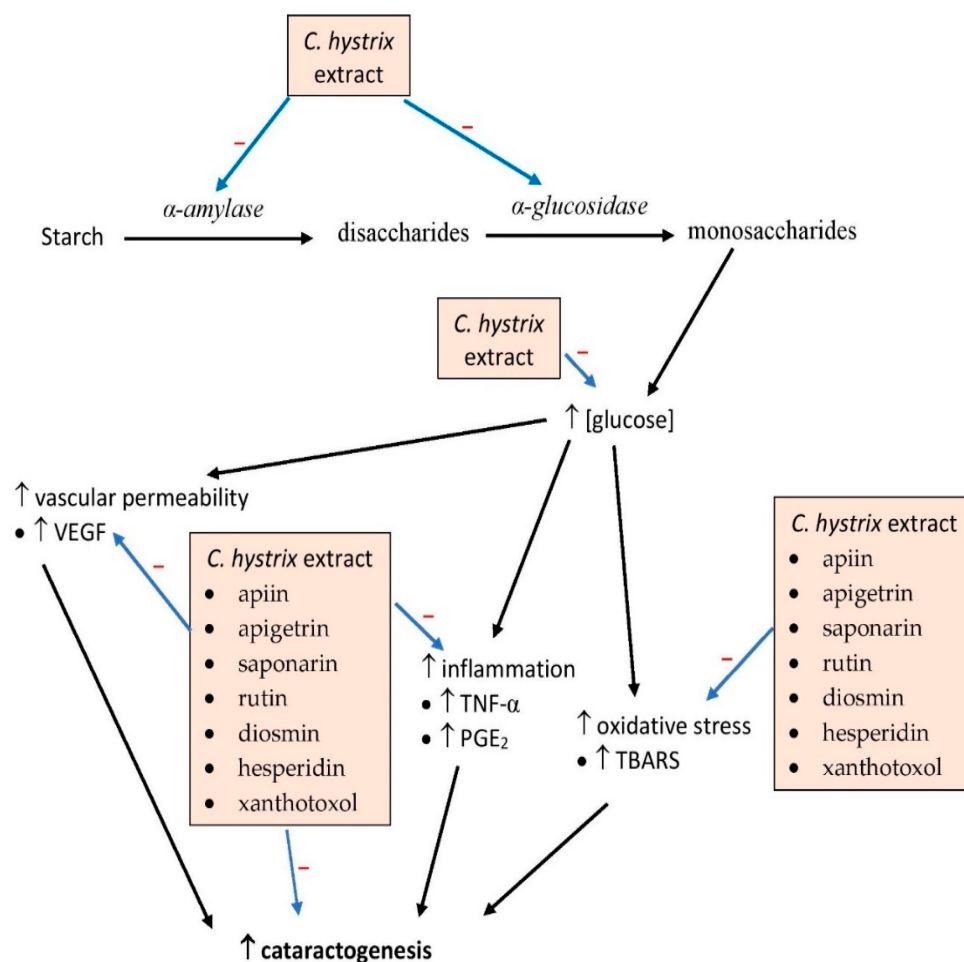 C. hystrix
extract
–
–
α-amylase
α-glucosidase
Starch
disaccharides
monosaccharides
C. hystrix
extract
–
↑ [glucose]
↑ vascular permeability
• ↑ VEGF
–
C. hystrix extract
• apiin
• apigetrin
• saponarin
• rutin
• diosmin
• hesperidin
• xanthotoxol
–
↑ inflammation
• ↑ TNF-α
• ↑ PGE₂
↑ oxidative stress
• ↑ TBARS
–
C. hystrix extract
• apiin
• apigetrin
• saponarin
• rutin
• diosmin
• hesperidin
• xanthotoxol
–
↑ cataractogenesis